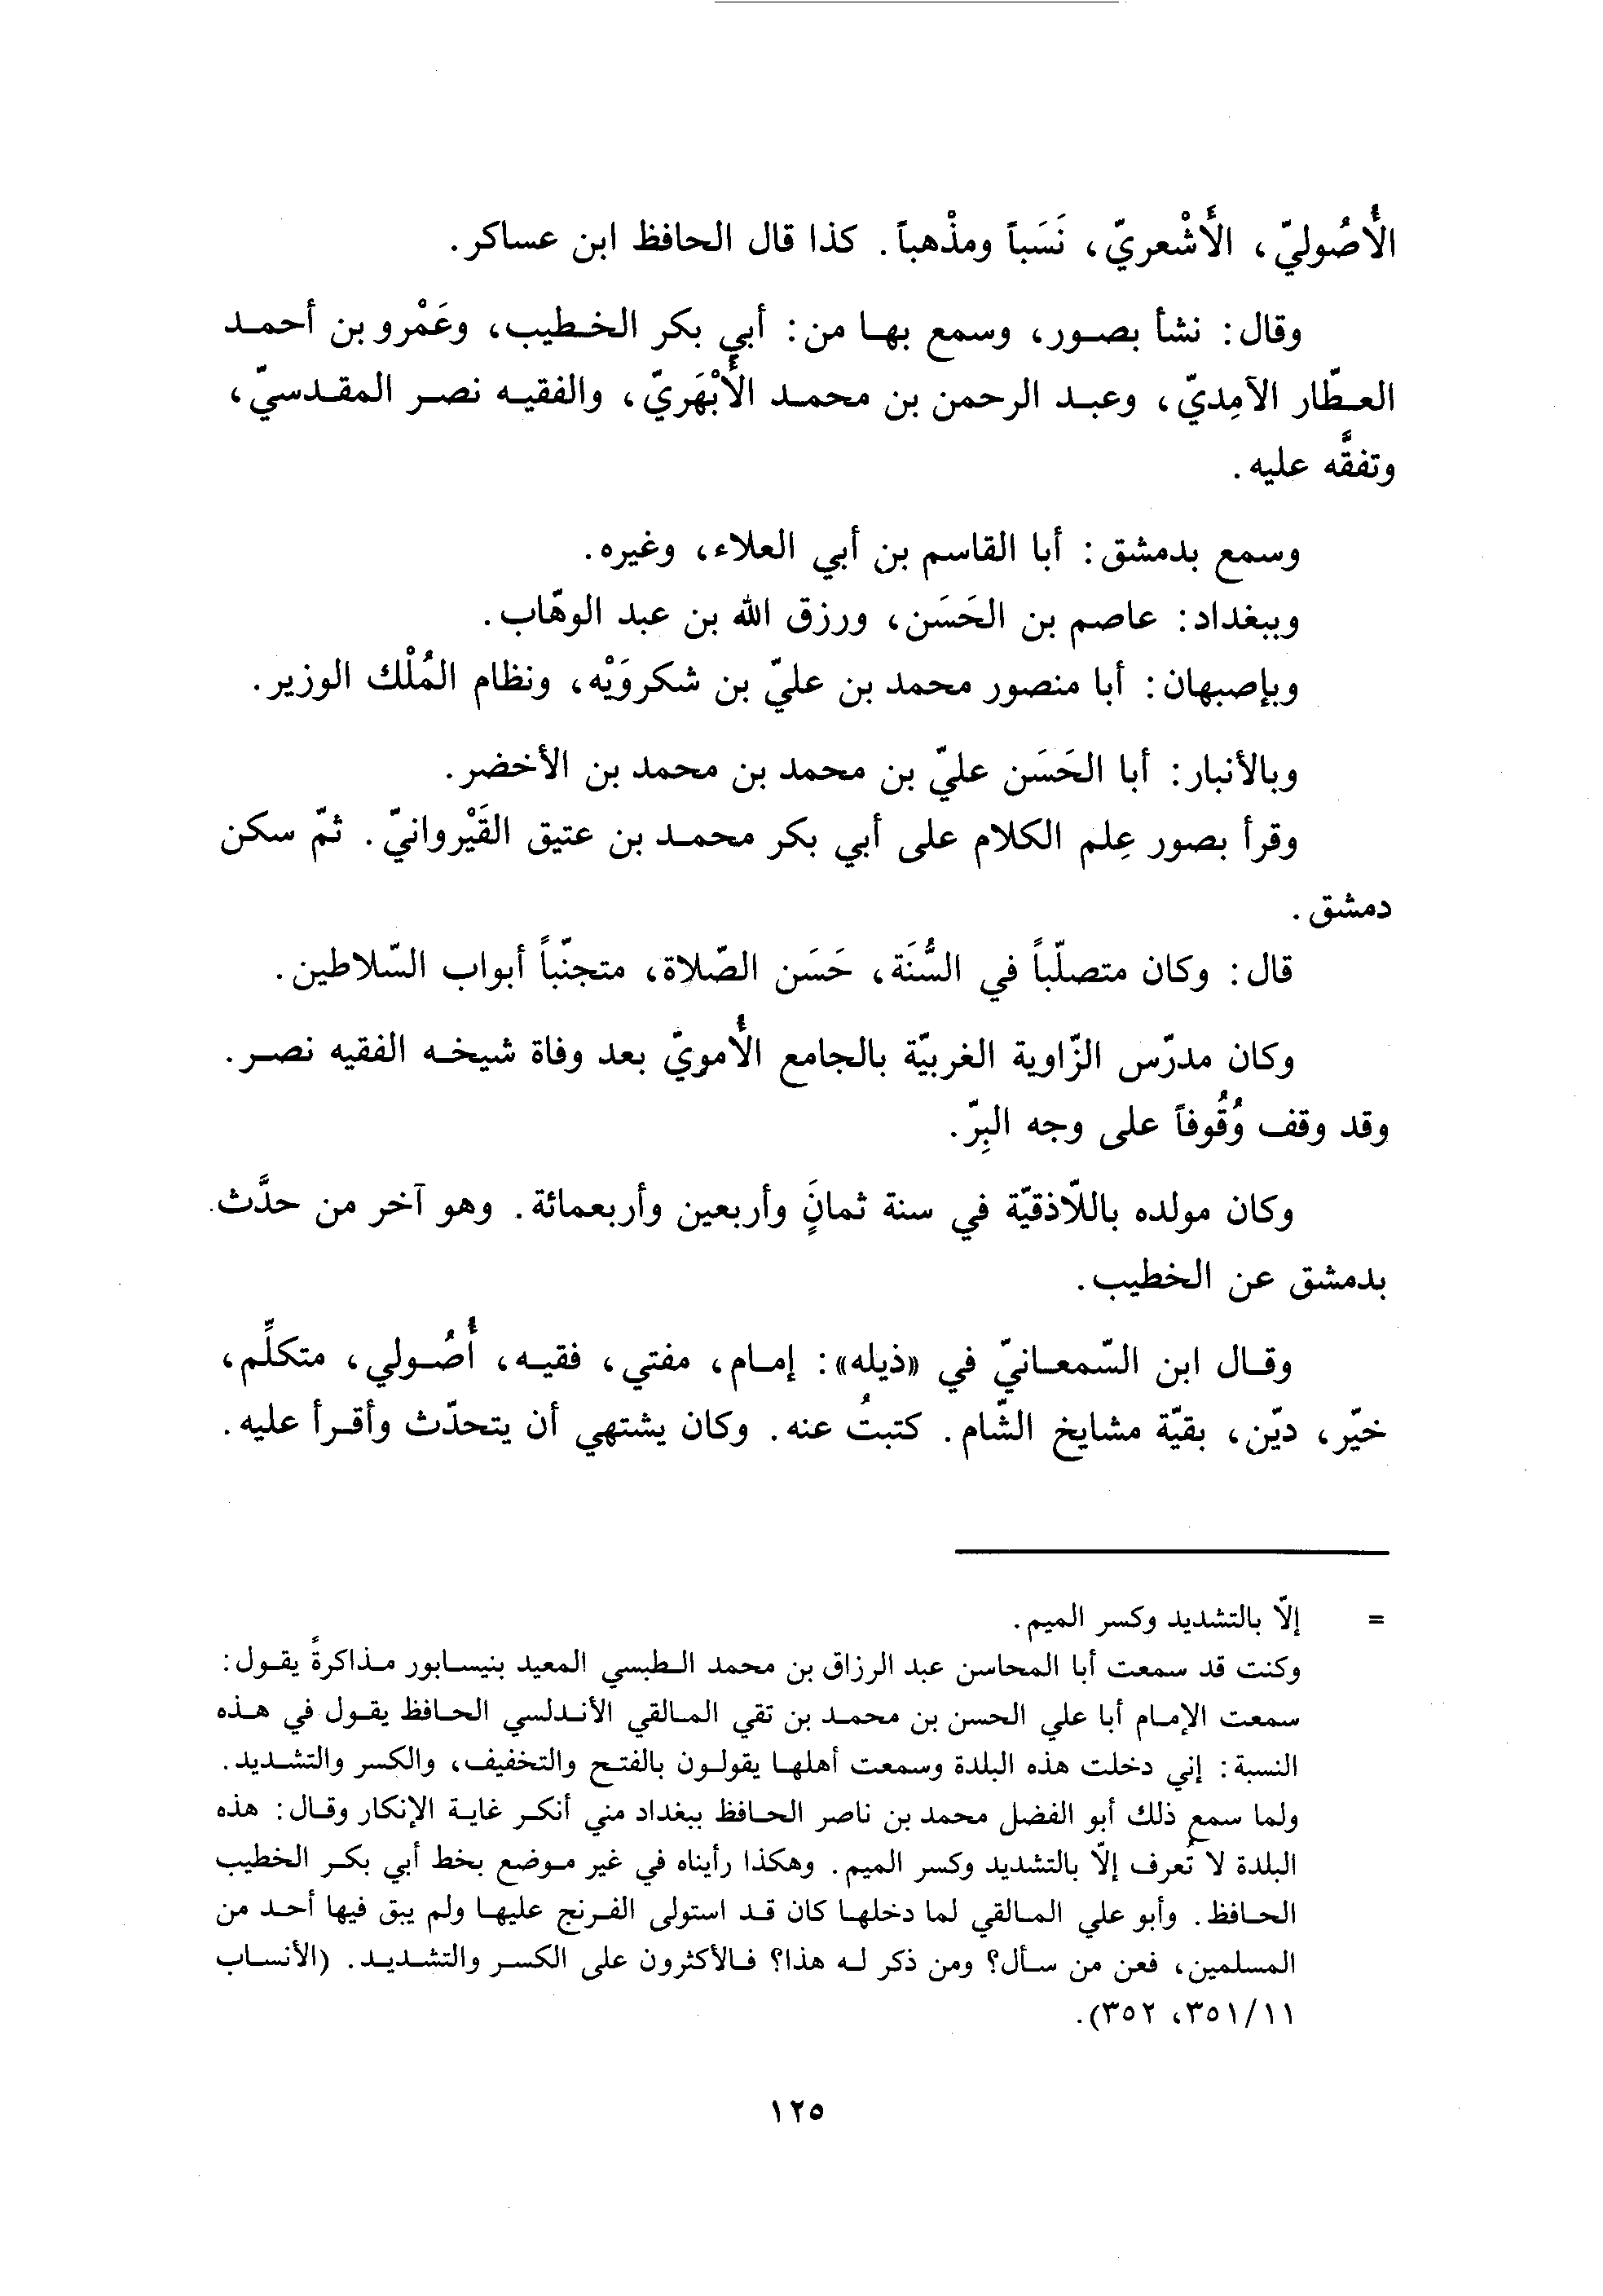 الأُصُوليّ، الأَشْعريّ، نَسَباً ومذْهباً. كذا قال الحافظ ابن عساكر.
وقال: نشأ بصور، وسمع بها من: أبي بكر الخطيب، وعَمْرو بن أحمد
العطّار الآمِديّ، وعبد الرحمن بن محمد الأَبْهَريّ، والفقيه نصر المقدسيّ،
وتفقَّه عليه.
وسمع بدمشق: أبا القاسم بن أبي العلاء، وغيره.
وببغداد: عاصم بن الحَسَن، ورزق الله بن عبد الوهّاب.
وبإصبهان: أبا منصور محمد بن عليّ بن شكروَيْه، ونظام المُلْك الوزير.
وبالأنبار: أبا الحَسَن عليّ بن محمد بن محمد بن الأخضر.
وقرأ بصور عِلم الكلام على أبي بكر محمد بن عتيق القَيْروانيّ. ثمّ سكن
دمشق.
قال: وكان متصلّباً في السُّنَة، حَسَن الصّلاة، متجنّباً أبواب السّلاطين.
وكان مدرّس الزّاوية الغربيّة بالجامع الأُمويّ بعد وفاة شيخه الفقيه نصر.
وقد وقف وُقُوفاً على وجه البِرّ.
وكان مولده باللّاذقيّة في سنة ثمانٍ وأربعين وأربعمائة. وهو آخر من حدَّث
بدمشق عن الخطيب.
وقال ابن السّمعانيّ في «ذيله»: إمام، مفتي، فقيه، أُصُولي، متكلِّم،
خيّر، ديّن، بقيّة مشايخ الشّام. كتبتُ عنه. وكان يشتهي أن يتحدّث وأقرأ عليه.
= إلّا بالتشديد وكسر الميم.
وكنت قد سمعت أبا المحاسن عبد الرزاق بن محمد الطبسي المعيد بنيسابور مذاكرةً يقول:
سمعت الإمام أبا علي الحسن بن محمد بن تقي المالقي الأندلسي الحافظ يقول في هذه
النسبة: إني دخلت هذه البلدة وسمعت أهلها يقولون بالفتح والتخفيف، والكسر والتشديد.
ولما سمع ذلك أبو الفضل محمد بن ناصر الحافظ ببغداد مني أنكر غاية الإنكار وقال: هذه
البلدة لا تُعرف إلّا بالتشديد وكسر الميم. وهكذا رأيناه في غير موضع بخط أبي بكر الخطيب
الحافظ. وأبو علي المالقي لما دخلها كان قد استولى الفرنج عليها ولم يبق فيها أحد من
المسلمين، فعن من سأل؟ ومن ذكر له هذا؟ فالأكثرون على الكسر والتشديد. (الأنساب
٣٥١/١١، ٣٥٢).
١٢٥